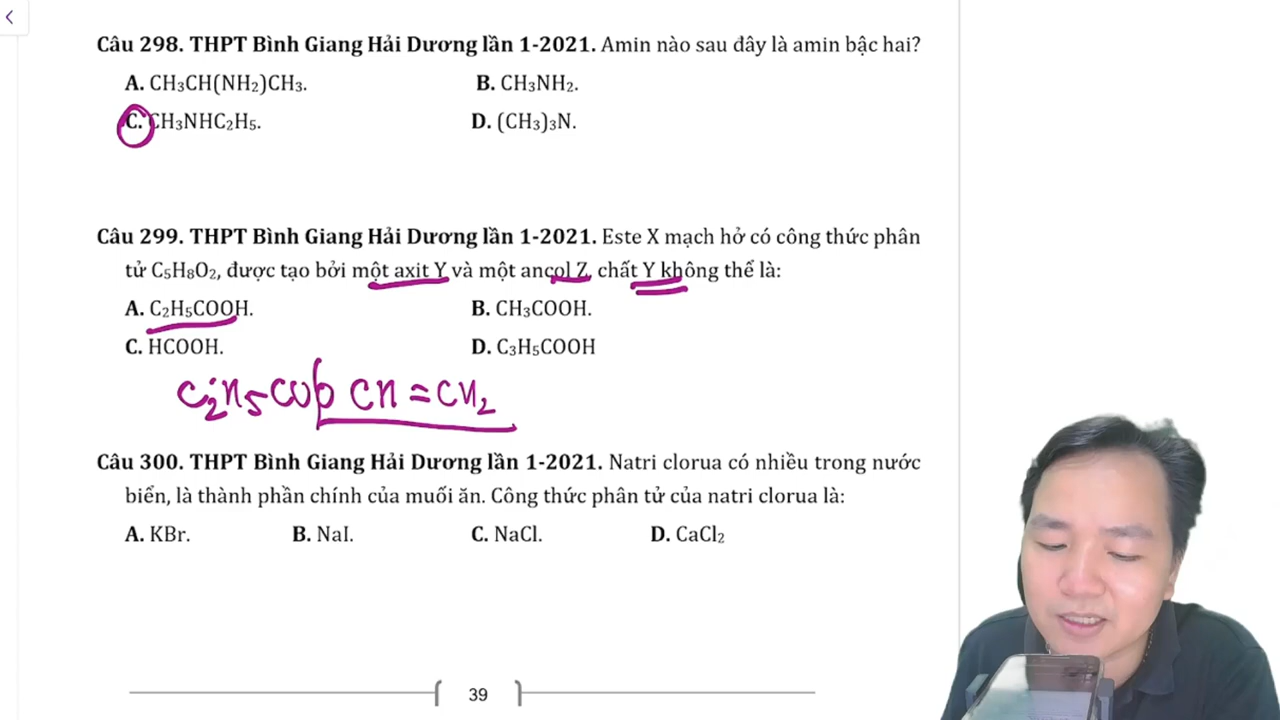 Câu 298. THPT Bình Giang Hải Dương lần 1-2021. Amin nào sau đây là amin bậc hai?
A. CH₃CH(NH₂)CH₃. B. CH₃NH₂.
C. CH₃NHC₂H₅. D. (CH₃)₃N.
Câu 299. THPT Bình Giang Hải Dương lần 1-2021. Este X mạch hở có công thức phân
tử C₅H₈O₂, được tạo bởi một axit Y và một ancol Z, chất Y không thể là:
A. C₂H₅COOH. B. CH₃COOH.
C. HCOOH. D. C₃H₅COOH
C₂H₅COO CH=CH₂
Câu 300. THPT Bình Giang Hải Dương lần 1-2021. Natri clorua có nhiều trong nước
biển, là thành phần chính của muối ăn. Công thức phân tử của natri clorua là:
A. KBr. B. NaI. C. NaCl. D. CaCl₂
39